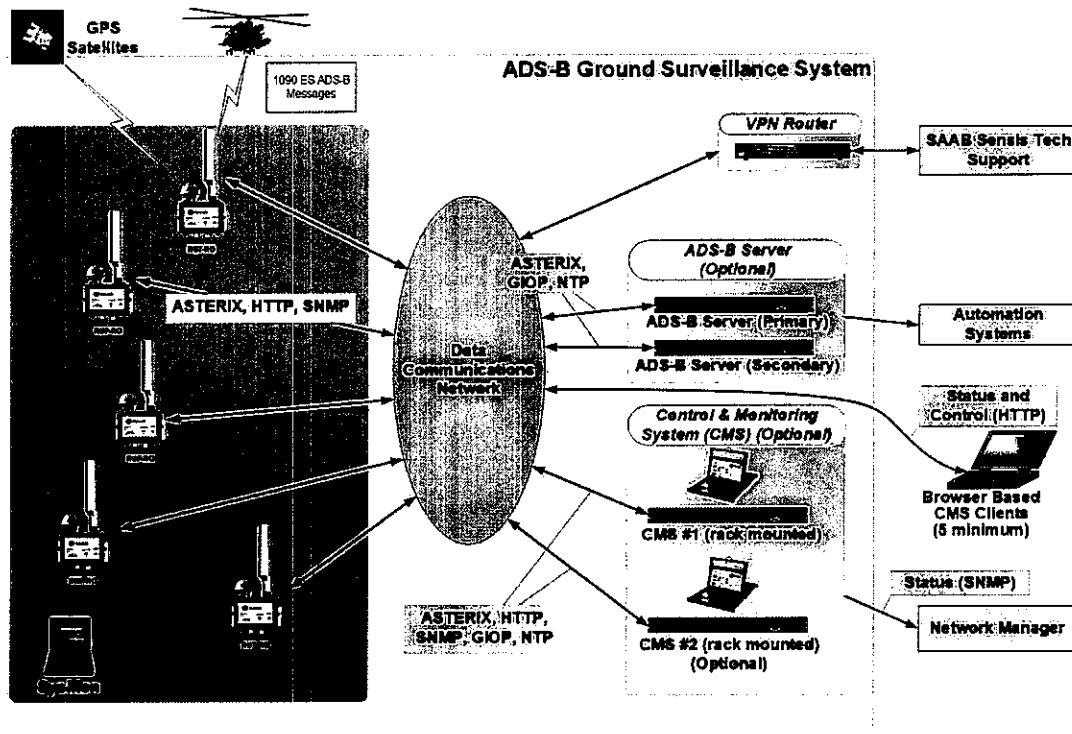 GPS
Satellites
1090 ES ADS-B
Messages
ADS-B Ground Surveillance System
VPN Router
SAAB Sensis Tech
Support
ADS-B Server
(Optional)
ASTERIX,
GIOP, NTP
ADS-B Server (Primary)
ADS-B Server (Secondary)
Automation
Systems
ASTERIX, HTTP, SNMP
Data
Communications
Network
Status and
Control (HTTP)
Control & Monitoring
System (CMS) (Optional)
Browser Based
CMS Clients
(5 minimum)
CMS #1 (rack mounted)
Status (SNMP)
ASTERIX, HTTP,
SNMP, GIOP, NTP
CMS #2 (rack mounted)
(Optional)
Network Manager